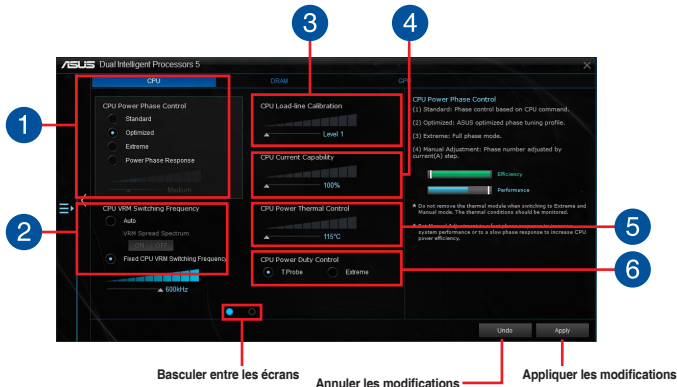 3
4
ASUS Dual Intelligent Processors 5
CPU
DRAM
GPU
1
CPU Power Phase Control
Standard
Optimized
Extreme
Power Phase Response
Medium
CPU Load-line Calibration
Level 1
CPU Current Capability
100%
CPU Power Phase Control
(1) Standard: Phase control based on CPU command.
(2) Optimized: ASUS optimized phase tuning profile.
(3) Extreme: Full phase mode.
(4) Manual Adjustment: Phase number adjusted by
current(A) step.
Efficiency
Performance
* Do not remove the thermal module when switching to Extreme and
Manual mode. The thermal conditions should be monitored.
system performance or to a slow phase response to increase CPU
power efficiency.
2
CPU VRM Switching Frequency
Auto
VRM Spread Spectrum
ON OFF
Fixed CPU VRM Switching Frequency
600kHz
CPU Power Thermal Control
115°C
5
CPU Power Duty Control
T.Probe
Extreme
6
Undo
Apply
Basculer entre les écrans
Annuler les modifications
Appliquer les modifications